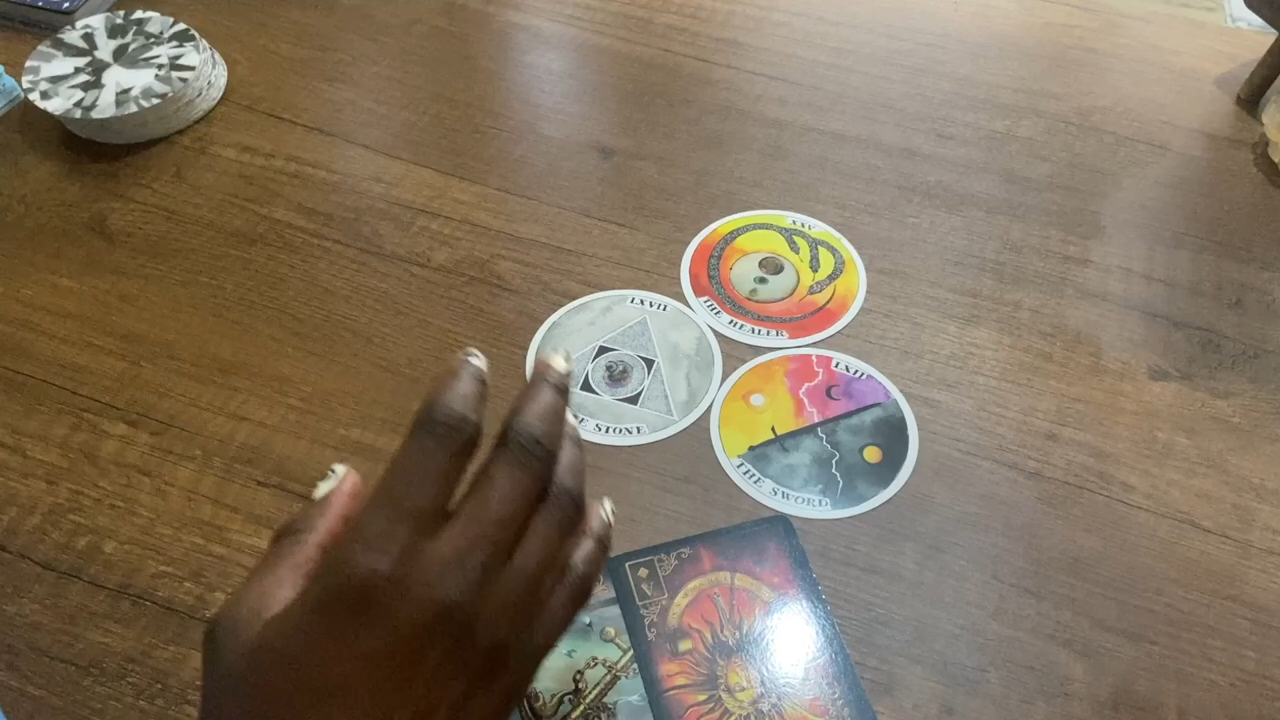 XXV
THE HEALER
LXVII
E STONE
LXII
THE SWORD
A